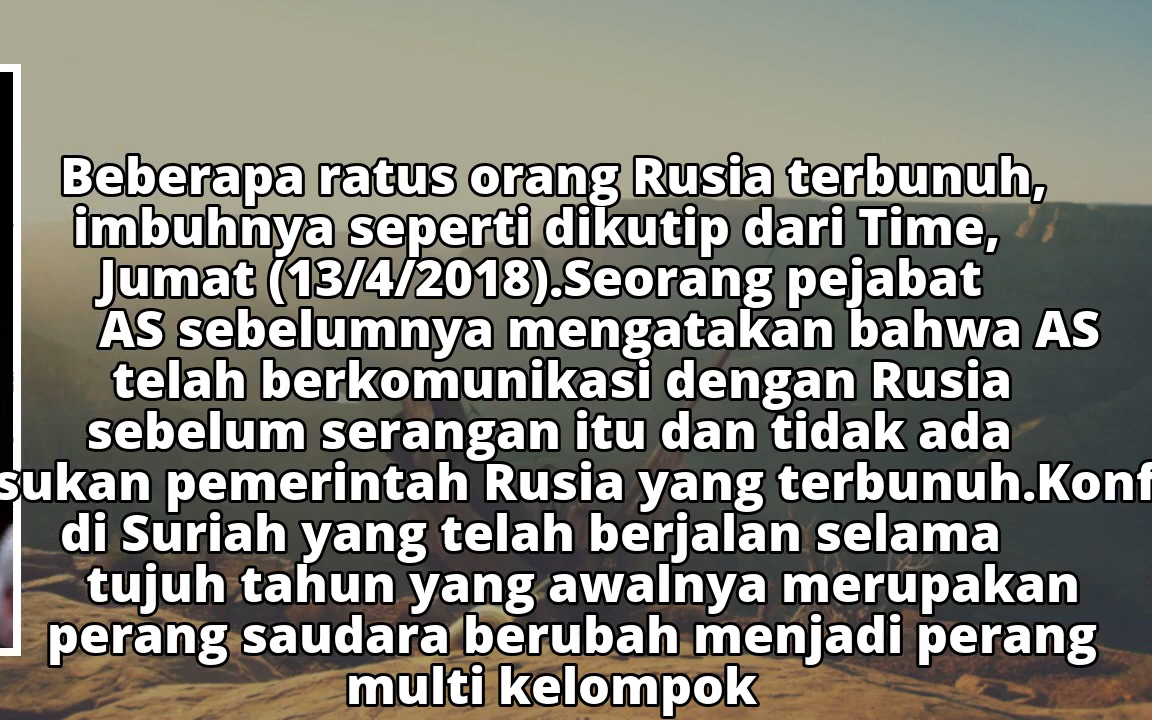 Beberapa ratus orang Rusia terbunuh,
imbuhnya seperti dikutip dari Time,
Jumat (13/4/2018).Seorang pejabat
AS sebelumnya mengatakan bahwa AS
telah berkomunikasi dengan Rusia
sebelum serangan itu dan tidak ada
pemerintah Rusia yang terbunuh.
di Suriah yang telah berjalan selama
tujuh tahun yang awalnya merupakan
perang saudara berubah menjadi perang
multi kelompok